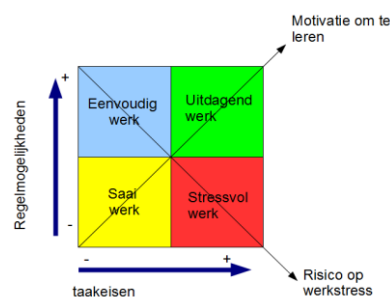 Motivatie om te
leren
+
Eenvoudig
werk
Uitdagend
werk
Regelmogelijkheden
Saai
werk
Stressvol
werk
-
-
+
taakeisen
Risico op
werkstress